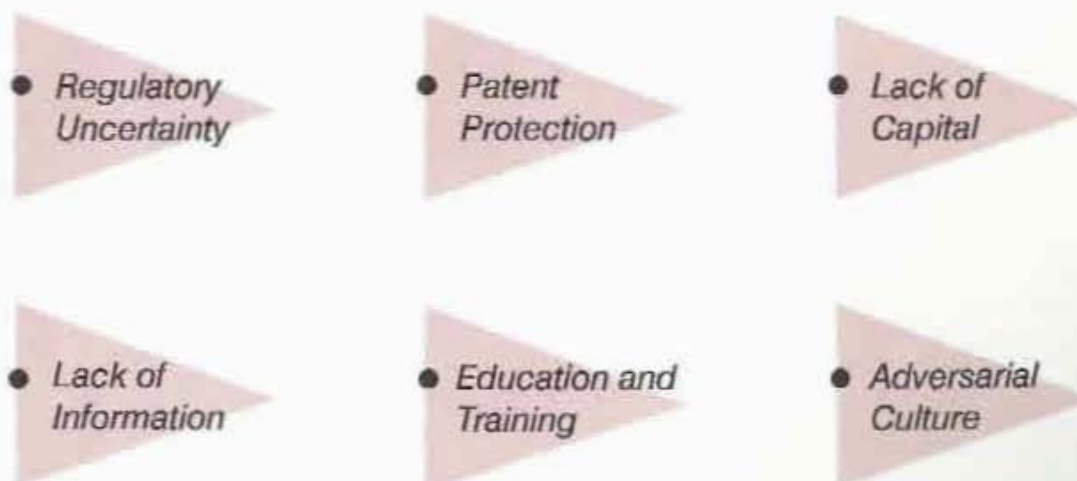 • Regulatory
Uncertainty
• Patent
Protection
• Lack of
Capital
• Lack of
Information
• Education and
Training
• Adversarial
Culture